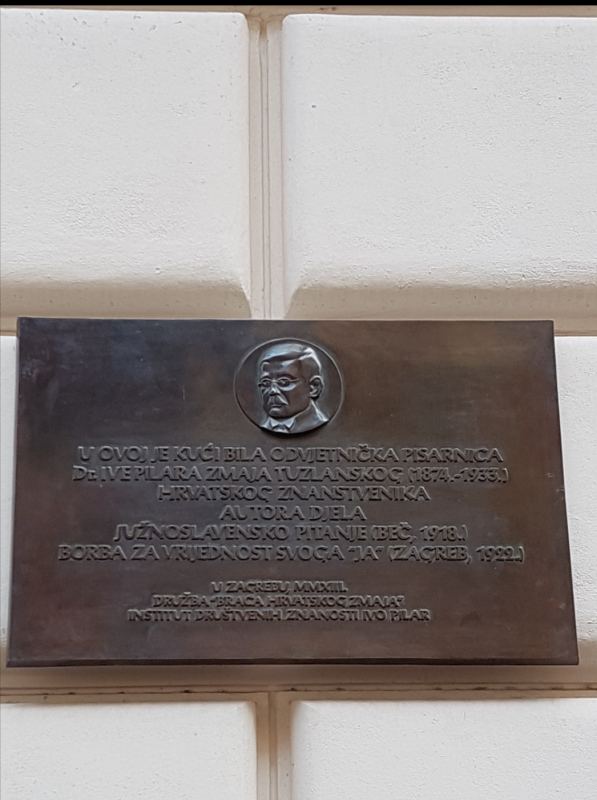 U OVOJ JE KUĆI BILA ODVJETNIČKA PISARNICA
Dr. IVE PILARA ZMAJA TUZLANSKOG (1874.-1933.)
HRVATSKOG ZNANSTVENIKA
AUTORA DJELA
JUŽNOSLAVENSKO PITANJE (BEČ, 1918.)
BORBA ZA VRIJEDNOST SVOGA "JA" (ZAGREB, 1922.)
U ZAGREBU MMXIII.
DRUŽBA "BRAĆA HRVATSKOG ZMAJA"
INSTITUT DRUŠTVENIH ZNANOSTI IVO PILAR